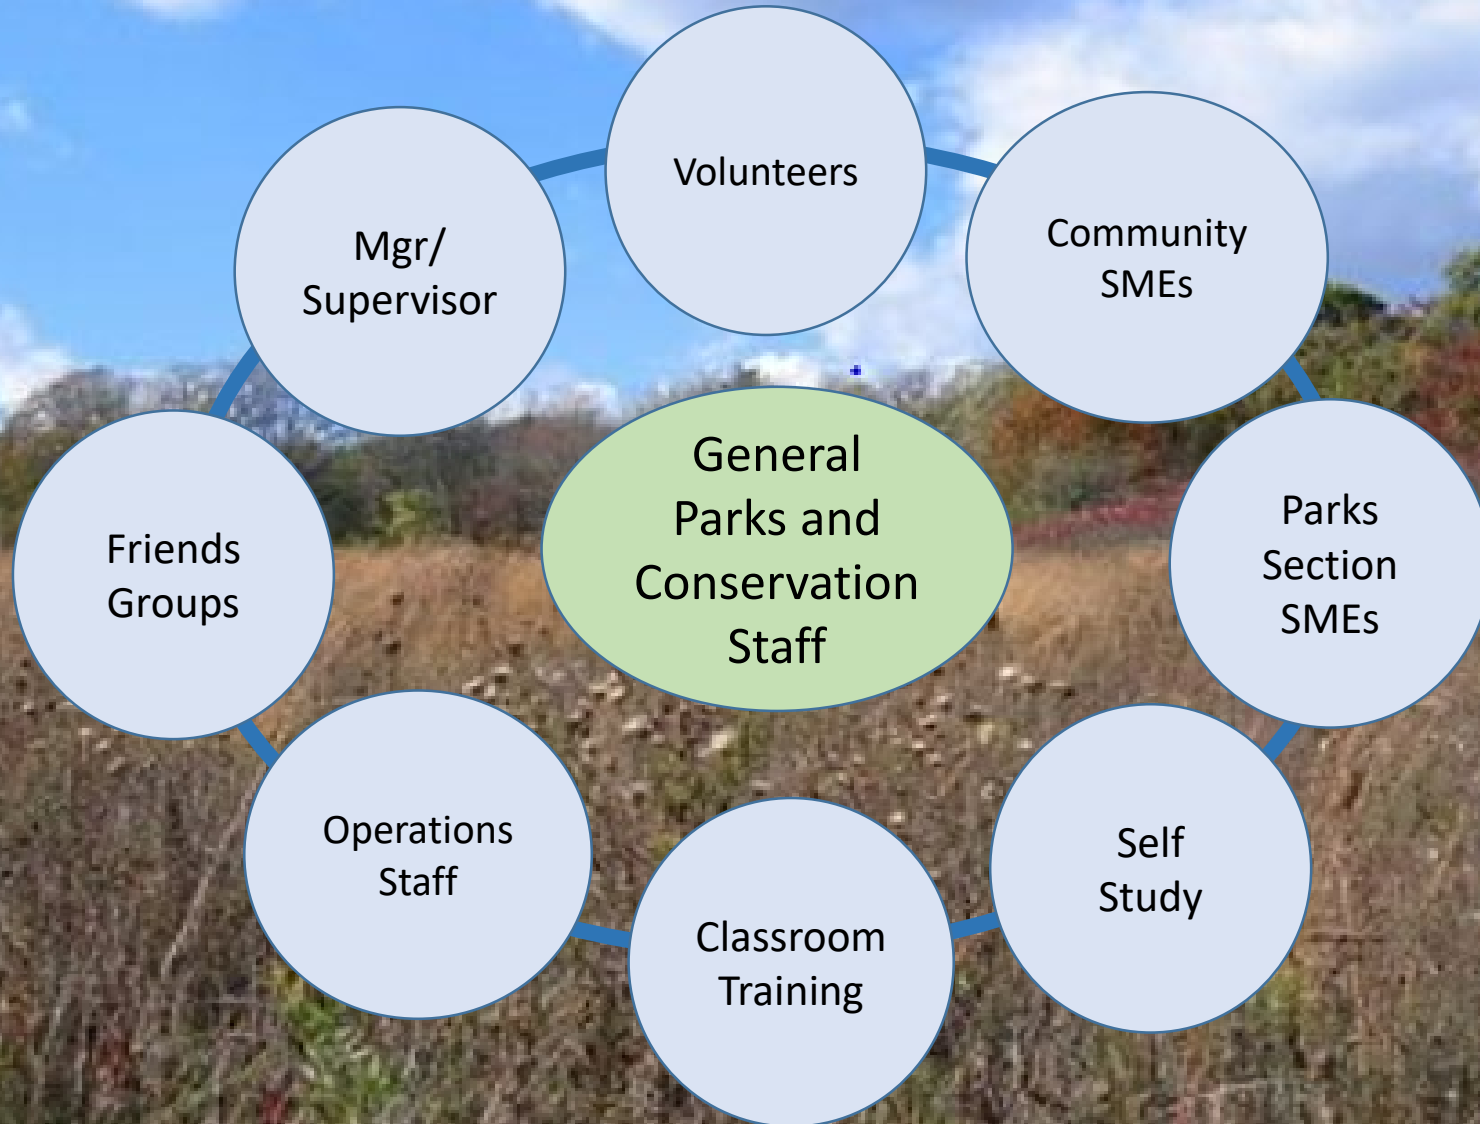 Volunteers
Community
SMEs
Mgr/
Supervisor
General
Parks and
Conservation
Staff
Parks
Section
SMEs
Friends
Groups
Operations
Staff
Self
Study
Classroom
Training